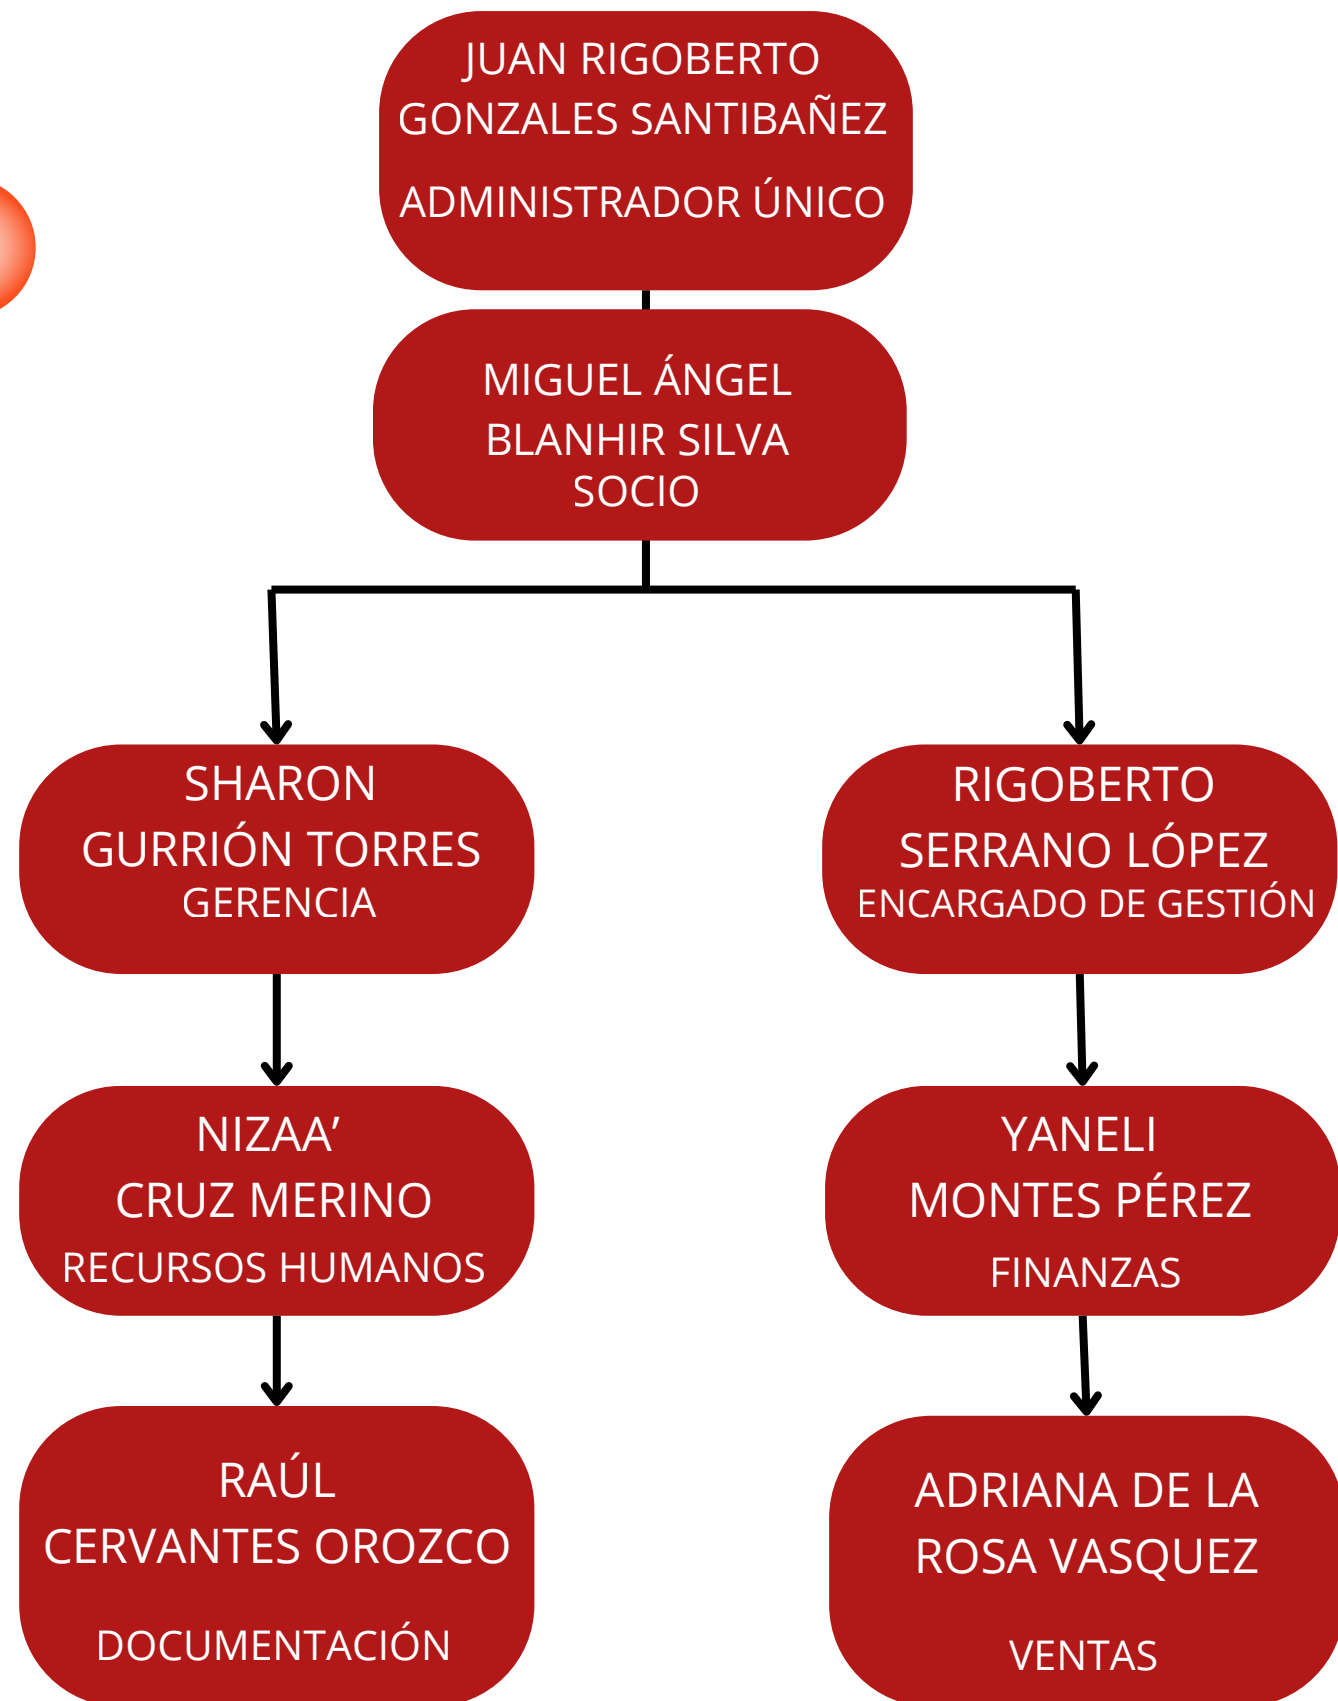 JUAN RIGOBERTO
GONZALES SANTIBAÑEZ
ADMINISTRADOR ÚNICO
MIGUEL ÁNGEL
BLANHIR SILVA
SOCIO
SHARON
GURRIÓN TORRES
GERENCIA
RIGOBERTO
SERRANO LÓPEZ
ENCARGADO DE GESTIÓN
NIZAA’
CRUZ MERINO
RECURSOS HUMANOS
YANELI
MONTES PÉREZ
FINANZAS
RAÚL
CERVANTES OROZCO
DOCUMENTACIÓN
ADRIANA DE LA
ROSA VASQUEZ
VENTAS